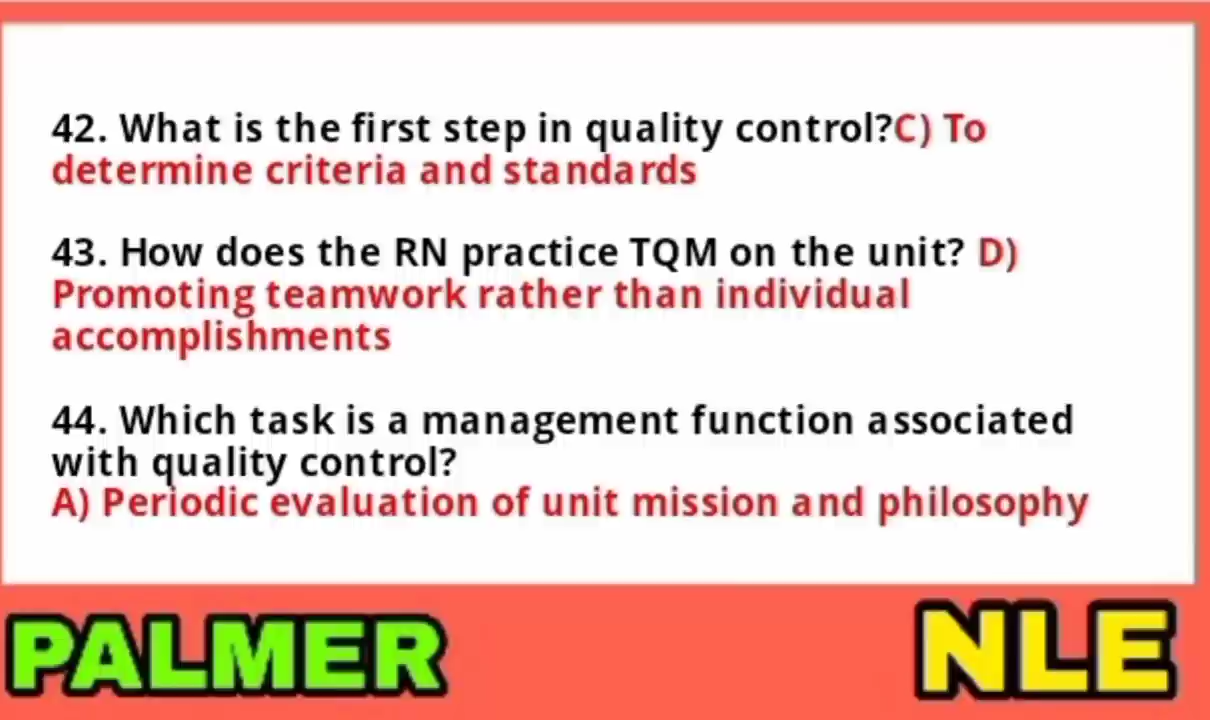 42. What is the first step in quality control?C) To
determine criteria and standards
43. How does the RN practice TQM on the unit? D)
Promoting teamwork rather than individual
accomplishments
44. Which task is a management function associated
with quality control?
A) Periodic evaluation of unit mission and philosophy
PALMER
NLE